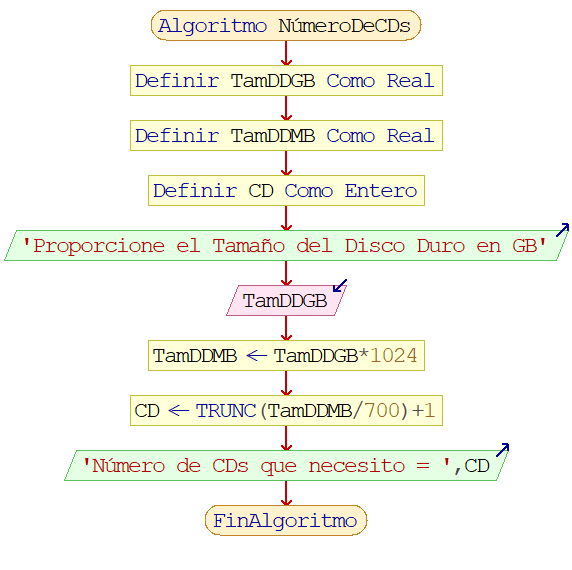 Algoritmo NúmeroDeCDs
Definir TamDDGB Como Real
Definir TamDDMB Como Real
Definir CD Como Entero
'Proporcione el Tamaño del Disco Duro en GB'
TamDDGB
TamDDMB ← TamDDGB*1024
CD ← TRUNC(TamDDMB/700)+1
'Número de CDs que necesito = ',CD
FinAlgoritmo